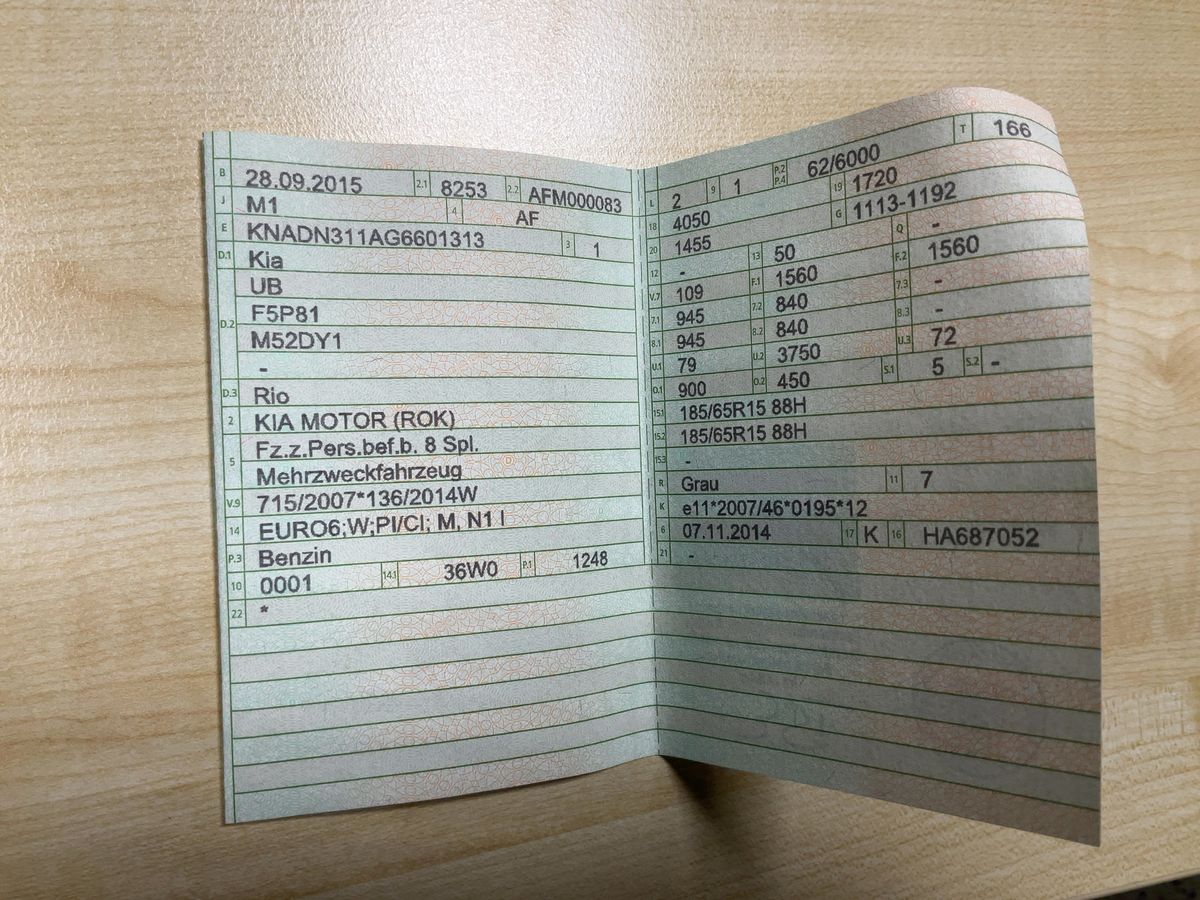 B 28.09.2015 2.1 8253 2.2 AFM000083
J M1 4 AF
E KNADN311AG6601313 3 1
D.1 Kia
UB
D.2 F5P81
M52DY1
-
D.3 Rio
2 KIA MOTOR (ROK)
5 Fz.z.Pers.bef.b. 8 Spl.
Mehrzweckfahrzeug
V.9 715/2007*136/2014W
14 EURO6;W;PI/CI; M, N1 I
P.3 Benzin
10 0001 14.1 36W0 P.1 1248
22 *
L 2 9 1 P.2 P.4 62/6000 T 166
18 4050 19 1720
20 1455 G 1113-1192
12 - 13 50 Q -
V.7 109 F.1 1560 F.2 1560
7.1 945 7.2 840 7.3 -
8.1 945 8.2 840 8.3 -
U.1 79 U.2 3750 U.3 72
O.1 900 O.2 450 S.1 5 S.2 -
15.1 185/65R15 88H
15.2 185/65R15 88H
15.3 -
R Grau 11 7
K e11*2007/46*0195*12
6 07.11.2014 17 K 16 HA687052
21 -